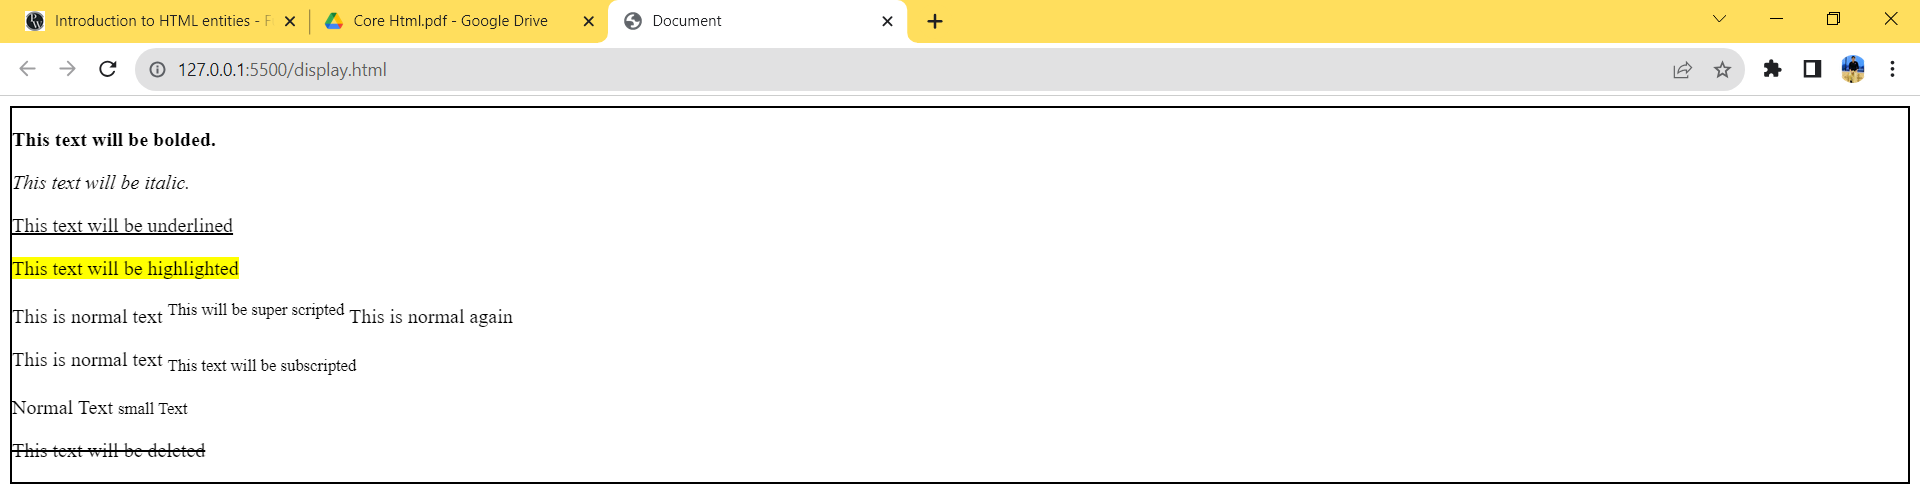 Introduction to HTML entities - F
Core Html.pdf - Google Drive
Document
127.0.0.1:5500/display.html
This text will be bolded.
This text will be italic.
This text will be underlined
This text will be highlighted
This is normal text This will be super scripted This is normal again
This is normal text This text will be subscripted
Normal Text small Text
This text will be deleted